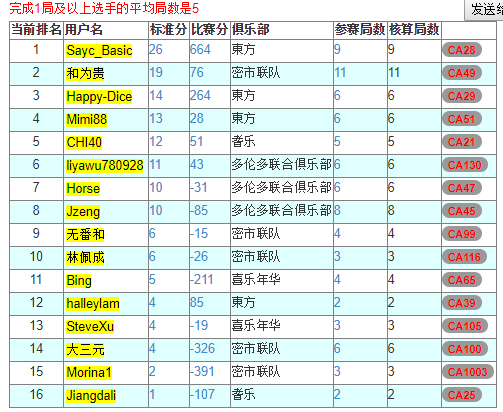 完成1局及以上选手的平均局数是5
发送结
当前排名 用户名 标准分 比赛分 俱乐部 参赛局数 核算局数
1 Sayc_Basic 26 664 東方 9 9 CA28
2 和为贵 19 76 密市联队 11 11 CA49
3 Happy-Dice 14 264 東方 6 6 CA29
4 Mimi88 13 28 東方 6 6 CA51
5 CHI40 12 51 耆乐 5 5 CA21
6 liyawu780928 11 43 多伦多联合俱乐部 6 6 CA130
7 Horse 10 -31 多伦多联合俱乐部 6 6 CA47
8 Jzeng 10 -85 多伦多联合俱乐部 8 8 CA45
9 无番和 6 -15 密市联队 4 4 CA99
10 林佩成 6 -26 密市联队 3 3 CA116
11 Bing 5 -211 喜乐年华 4 4 CA65
12 halleylam 4 85 東方 2 2 CA39
13 SteveXu 4 -19 喜乐年华 3 3 CA105
14 大三元 4 -326 密市联队 6 6 CA100
15 Morina1 2 -391 密市联队 3 3 CA1003
16 Jiangdali 1 -107 耆乐 2 2 CA25